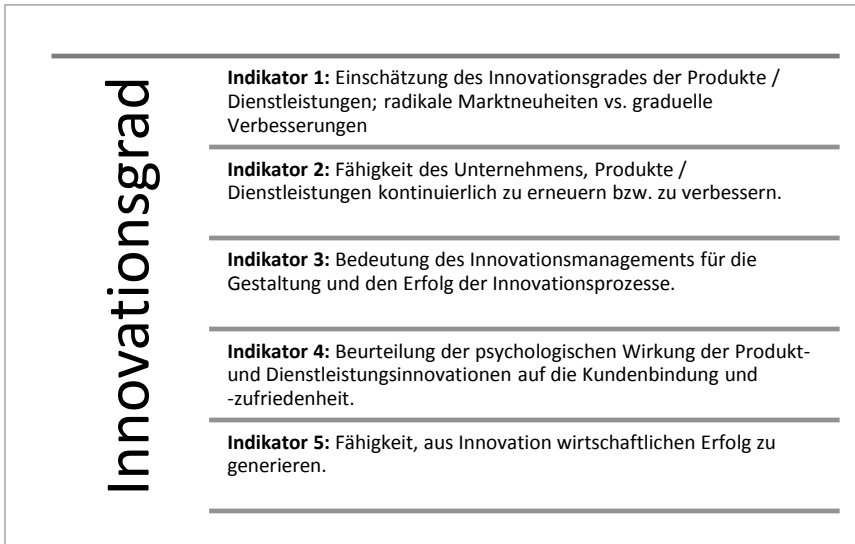 Innovationsgrad
Indikator 1: Einschätzung des Innovationsgrades der Produkte /
Dienstleistungen; radikale Marktneuheiten vs. graduelle
Verbesserungen
Indikator 2: Fähigkeit des Unternehmens, Produkte /
Dienstleistungen kontinuierlich zu erneuern bzw. zu verbessern.
Indikator 3: Bedeutung des Innovationsmanagements für die
Gestaltung und den Erfolg der Innovationsprozesse.
Indikator 4: Beurteilung der psychologischen Wirkung der Produkt-
und Dienstleistungsinnovationen auf die Kundenbindung und
-zufriedenheit.
Indikator 5: Fähigkeit, aus Innovation wirtschaftlichen Erfolg zu
generieren.